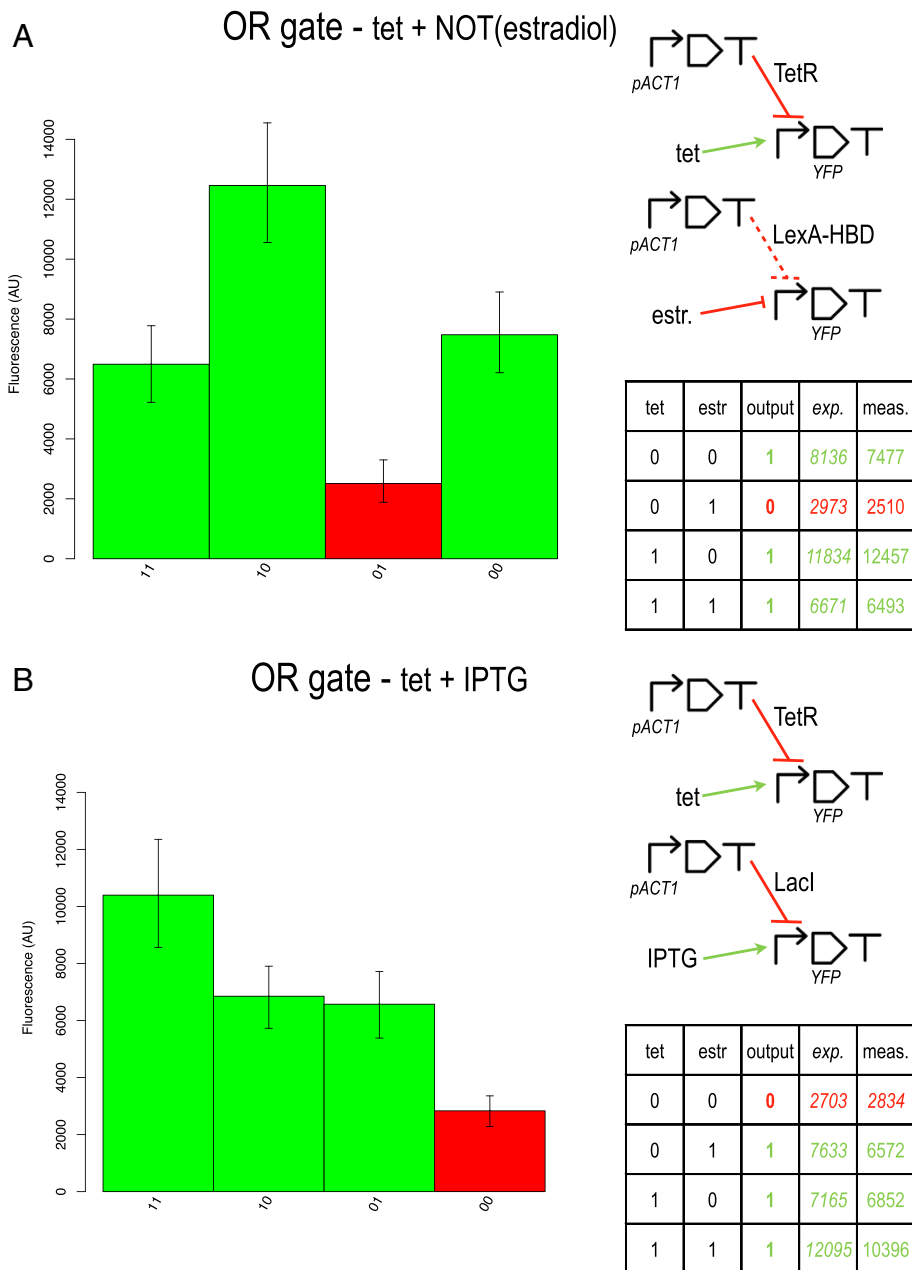 A
OR gate - tet + NOT(estradiol)
Fluorescence (AU)
14000
12000
10000
8000
6000
4000
2000
0
11
10
01
00
pACT1
TetR
tet
YFP
pACT1
LexA-HBD
estr.
YFP
tet estr output exp. meas.
0 0 1 8136 7477
0 1 0 2973 2510
1 0 1 11834 12457
1 1 1 6671 6493
B
OR gate - tet + IPTG
Fluorescence (AU)
14000
12000
10000
8000
6000
4000
2000
0
11
10
01
00
pACT1
TetR
tet
YFP
pACT1
LacI
IPTG
YFP
tet estr output exp. meas.
0 0 0 2703 2834
0 1 1 7633 6572
1 0 1 7165 6852
1 1 1 12095 10396